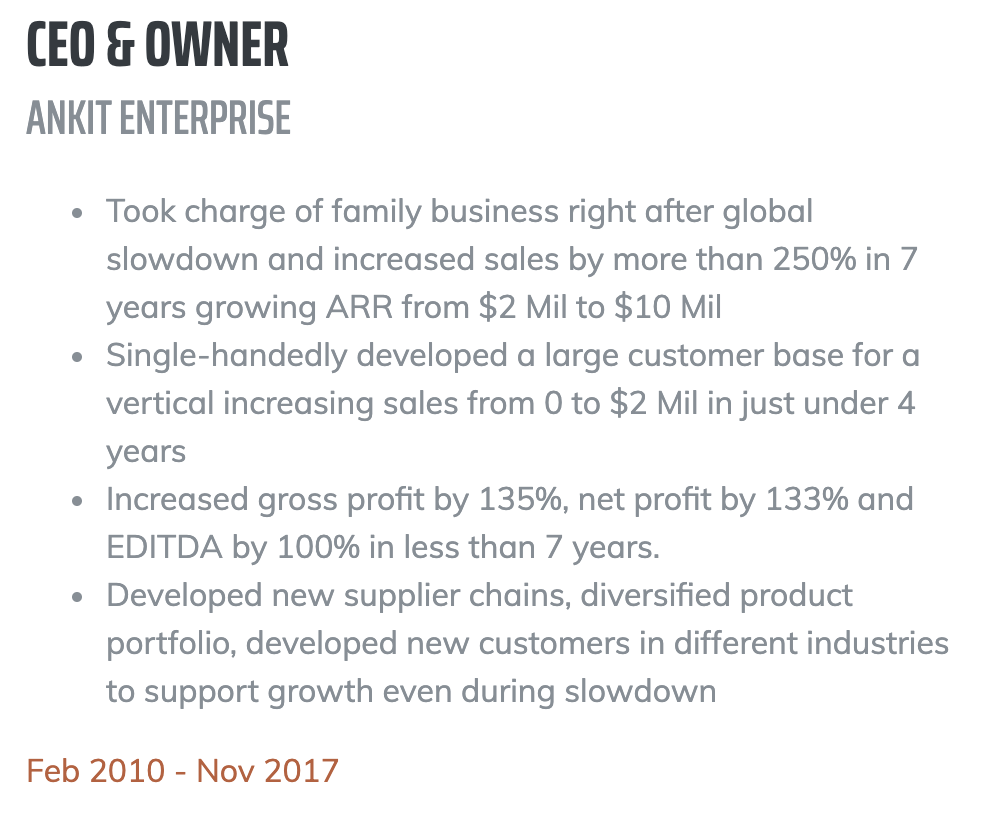 CEO & OWNER
ANKIT ENTERPRISE
• Took charge of family business right after global
slowdown and increased sales by more than 250% in 7
years growing ARR from $2 Mil to $10 Mil
• Single-handedly developed a large customer base for a
vertical increasing sales from 0 to $2 Mil in just under 4
years
• Increased gross profit by 135%, net profit by 133% and
EDITDA by 100% in less than 7 years.
• Developed new supplier chains, diversified product
portfolio, developed new customers in different industries
to support growth even during slowdown
Feb 2010 - Nov 2017